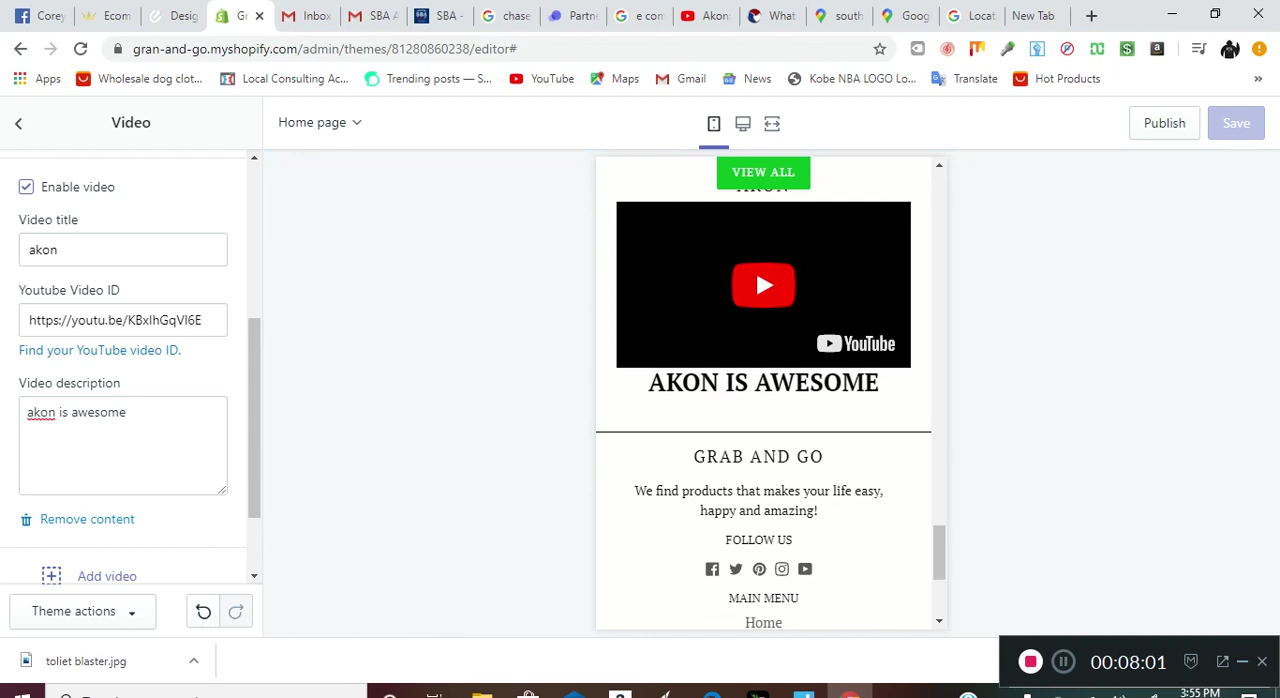 Corey
Ecom
Desig
Gr
Inbox
SBA A
SBA -
chase
Partn
e com
Akon
What
south
Goog
Locat
New Tab
gran-and-go.myshopify.com/admin/themes/81280860238/editor#
Apps
Wholesale dog clot...
Local Consulting Ac...
Trending posts — S...
YouTube
Maps
Gmail
News
Kobe NBA LOGO Lo...
Translate
Hot Products
Video
Home page
Publish
Save
Enable video
Video title
akon
Youtube Video ID
https://youtu.be/KBxIhGqVI6E
Find your YouTube video ID.
Video description
akon is awesome
Remove content
Add video
Theme actions
VIEW ALL
YouTube
AKON IS AWESOME
GRAB AND GO
We find products that makes your life easy,
happy and amazing!
FOLLOW US
MAIN MENU
Home
toliet blaster.jpg
00:08:01
3:55 PM